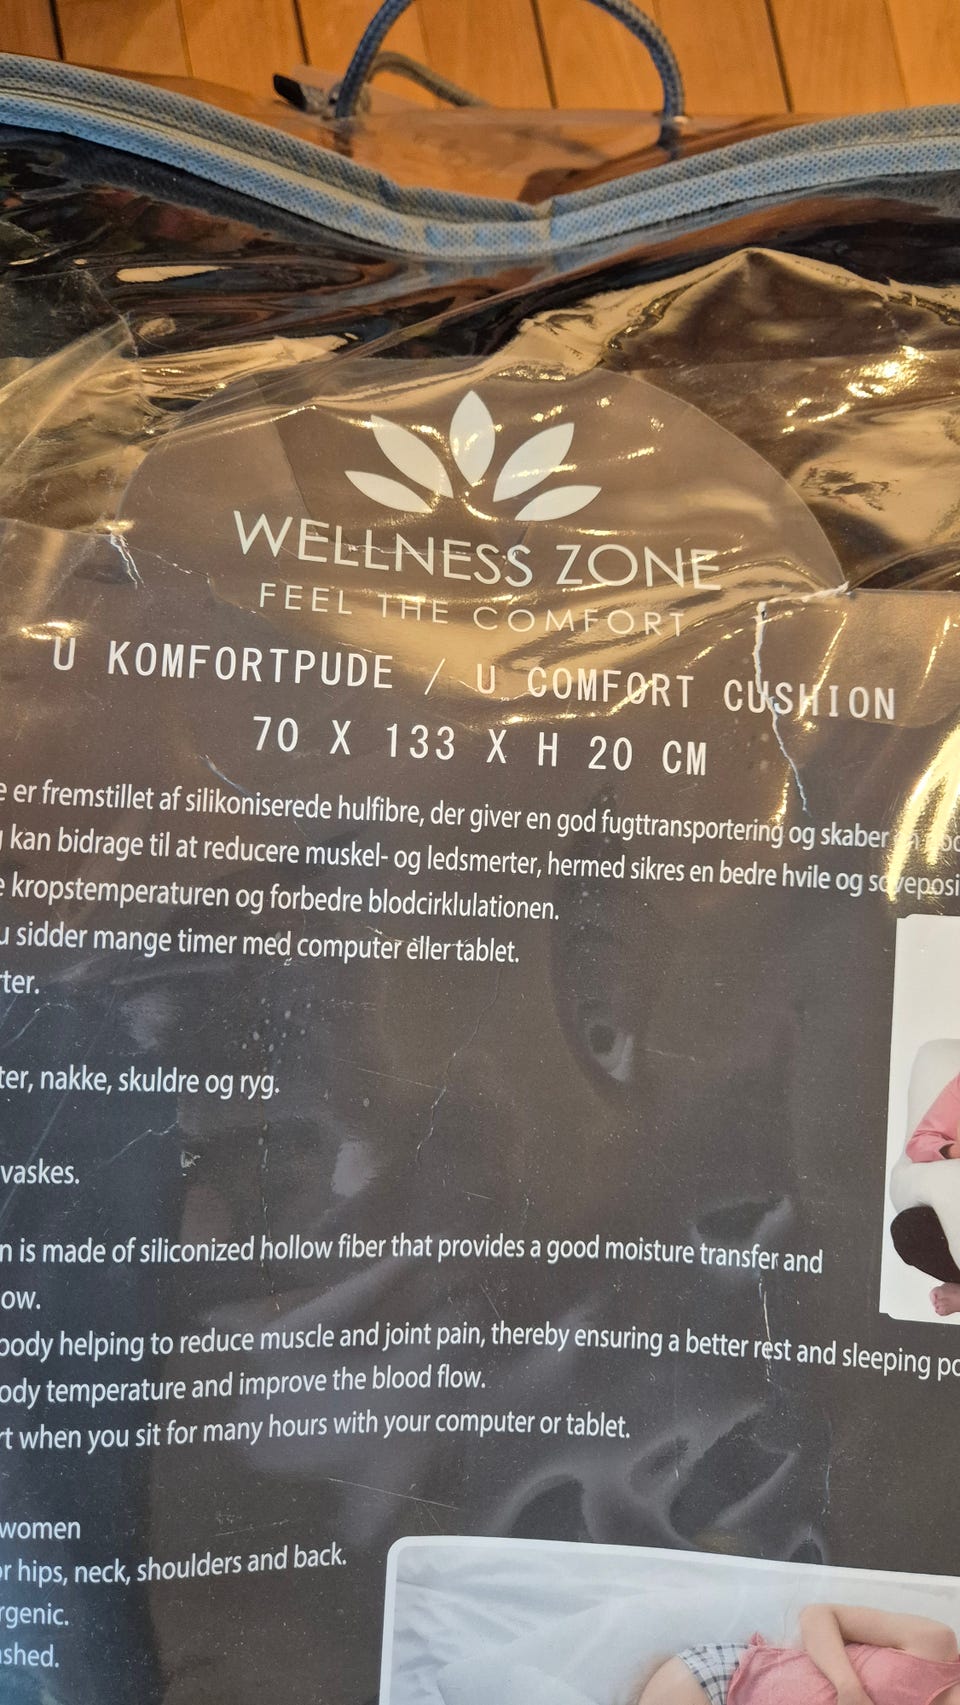 WELLNESS ZONE
FEEL THE COMFORT
U KOMFORTPUDE / U COMFORT CUSHION
70 X 133 X H 20 CM
er fremstillet af silikoniserede hulfibre, der giver en god fugttransportering og skaber
kan bidrage til at reducere muskel- og ledsmerter, hermed sikres en bedre hvile og soveposi
kropstemperaturen og forbedre blodcirklulationen.
u sidder mange timer med computer eller tablet.
ter.
ter, nakke, skuldre og ryg.
vaskes.
n is made of siliconized hollow fiber that provides a good moisture transfer and
ow.
body helping to reduce muscle and joint pain, thereby ensuring a better rest and sleeping po
ody temperature and improve the blood flow.
rt when you sit for many hours with your computer or tablet.
women
or hips, neck, shoulders and back.
rgenic.
shed.